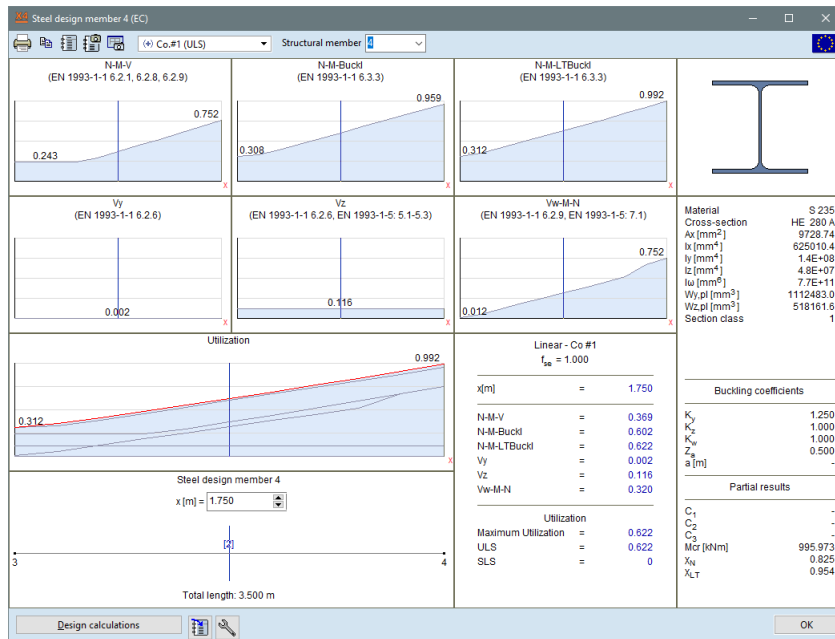 Steel design member 4 (EC)
(+) Co.#1 (ULS)
Structural member
4
N-M-V
(EN 1993-1-1 6.2.1, 6.2.8, 6.2.9)
0.752
0.243
x
N-M-Buckl
(EN 1993-1-1 6.3.3)
0.959
0.308
x
N-M-LTBuckl
(EN 1993-1-1 6.3.3)
0.992
0.312
x
Vy
(EN 1993-1-1 6.2.6)
0.002
x
Vz
(EN 1993-1-1 6.2.6, EN 1993-1-5: 5.1-5.3)
0.116
x
Vw-M-N
(EN 1993-1-1 6.2.9, EN 1993-1-5: 7.1)
0.752
0.012
x
Material S 235
Cross-section HE 280 A
Ax [mm²] 9728.74
Ix [mm⁴] 625010.4
Iy [mm⁴] 1.4E+08
Iz [mm⁴] 4.8E+07
Iω [mm⁶] 7.7E+11
Wy,pl [mm³] 1112483.0
Wz,pl [mm³] 518161.6
Section class 1
Utilization
0.992
0.312
x
Linear - Co #1
fse = 1.000
x[m] = 1.750
N-M-V = 0.369
N-M-Buckl = 0.602
N-M-LTBuckl = 0.622
Vy = 0.002
Vz = 0.116
Vw-M-N = 0.320
Utilization
Maximum Utilization = 0.622
ULS = 0.622
SLS = 0
Buckling coefficients
Ky 1.250
Kz 1.000
Kw 1.000
Za 0.500
a [m] -
Partial results
C1 -
C2 -
C3 -
Mcr [kNm] 995.973
χN 0.825
χLT 0.954
Steel design member 4
x [m] = 1.750
[2]
3 4
Total length: 3.500 m
Design calculations
OK